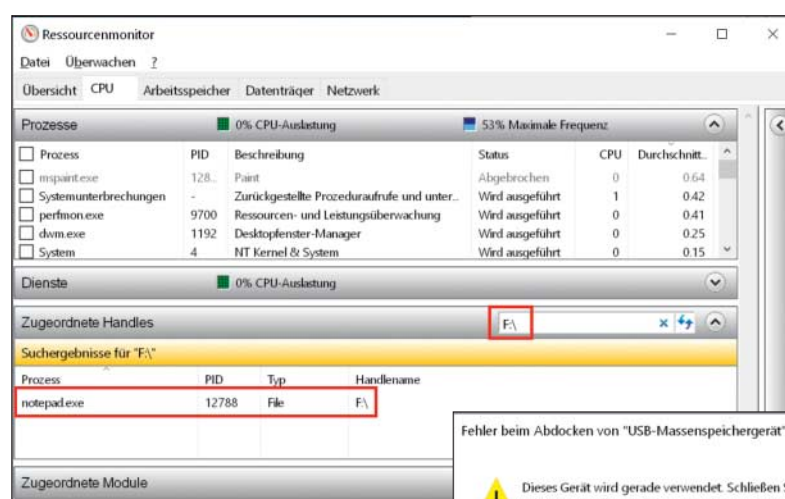 Ressourcenmonitor
Datei Überwachen ?
Übersicht CPU Arbeitsspeicher Datenträger Netzwerk
Prozesse 0% CPU-Auslastung 53% Maximale Frequenz
Prozess PID Beschreibung Status CPU Durchschnitt...
mspaint.exe 128... Paint Abgebrochen 0 0.64
Systemunterbrechungen - Zurückgestellte Prozeduraufrufe und unter... Wird ausgeführt 1 0.42
perfmon.exe 9700 Ressourcen- und Leistungsüberwachung Wird ausgeführt 0 0.41
dwm.exe 1192 Desktopfenster-Manager Wird ausgeführt 0 0.25
System 4 NT Kernel & System Wird ausgeführt 0 0.15
Dienste 0% CPU-Auslastung
Zugeordnete Handles F:\
Suchergebnisse für "F:\"
Prozess PID Typ Handlename
notepad.exe 12788 File F:\
Fehler beim Abdocken von "USB-Massenspeichergerät"
Dieses Gerät wird gerade verwendet. Schließen S
Zugeordnete Module